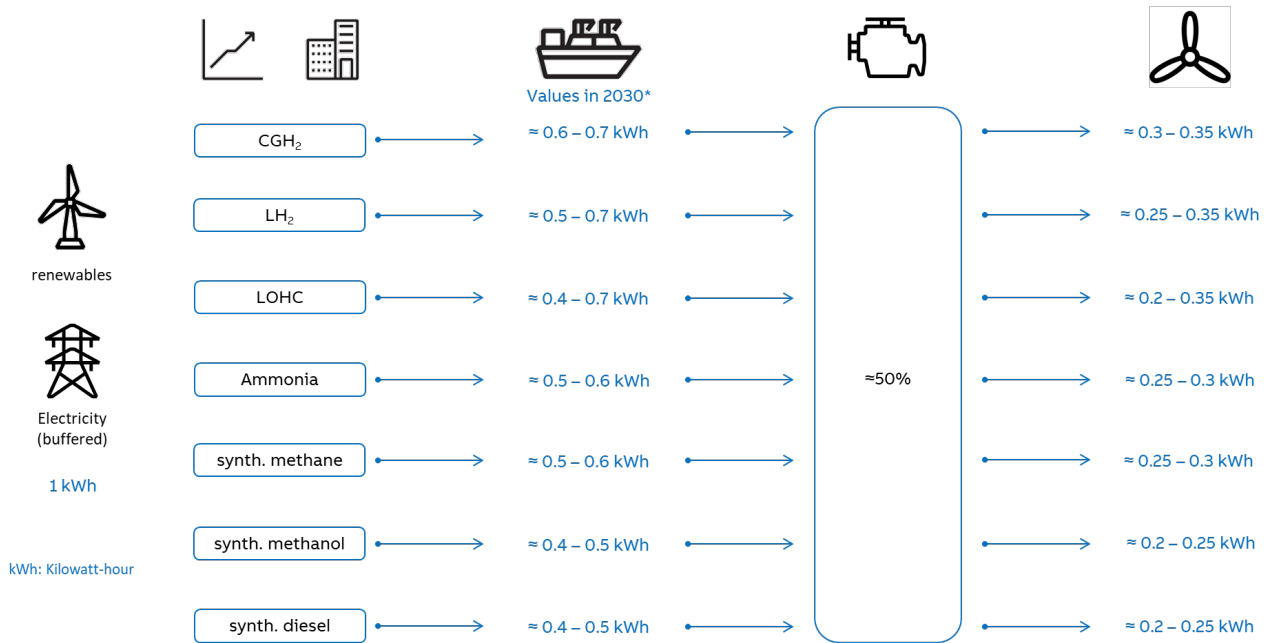 Values in 2030*
CGH₂
≈ 0.6 – 0.7 kWh
≈ 0.3 – 0.35 kWh
LH₂
≈ 0.5 – 0.7 kWh
≈ 0.25 – 0.35 kWh
renewables
LOHC
≈ 0.4 – 0.7 kWh
≈ 0.2 – 0.35 kWh
Ammonia
≈ 0.5 – 0.6 kWh
≈50%
≈ 0.25 – 0.3 kWh
Electricity
(buffered)
synth. methane
≈ 0.5 – 0.6 kWh
≈ 0.25 – 0.3 kWh
1 kWh
synth. methanol
≈ 0.4 – 0.5 kWh
≈ 0.2 – 0.25 kWh
kWh: Kilowatt-hour
synth. diesel
≈ 0.4 – 0.5 kWh
≈ 0.2 – 0.25 kWh